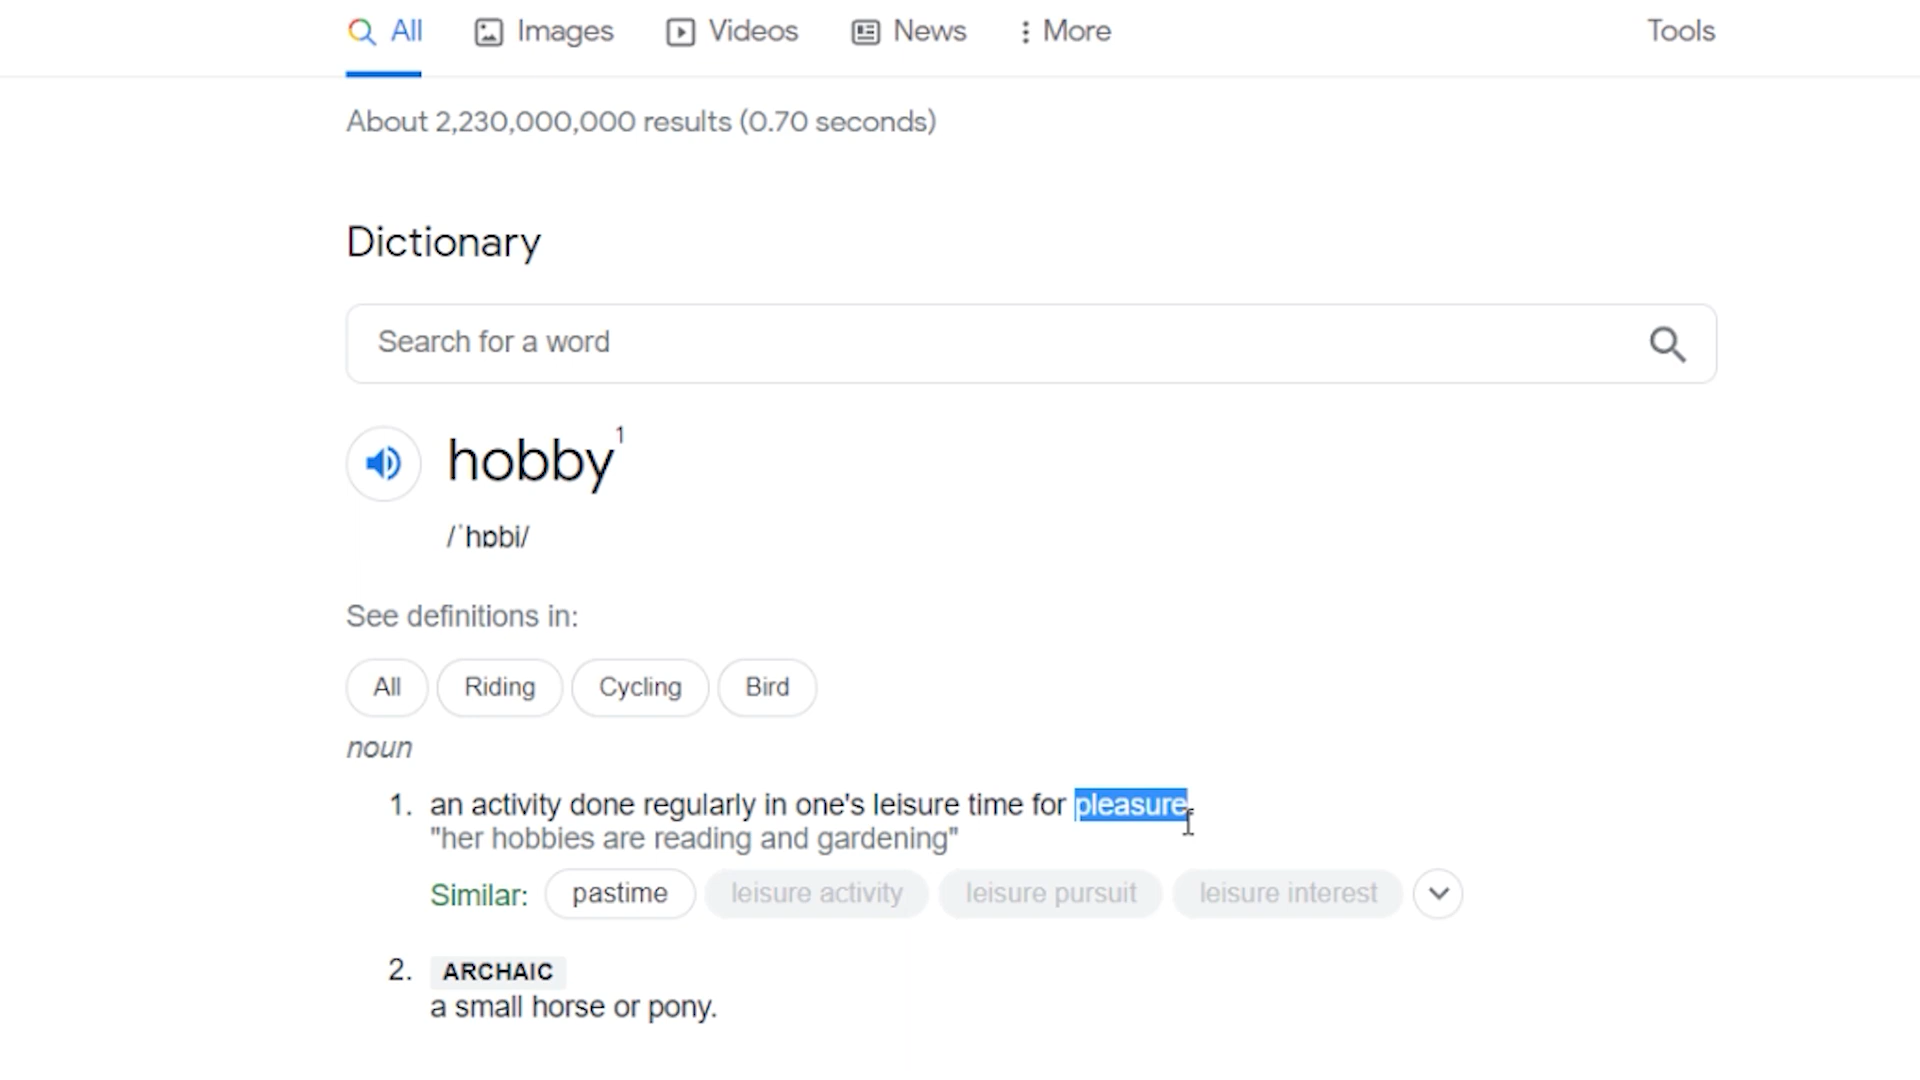 All Images Videos News More Tools
About 2,230,000,000 results (0.70 seconds)
Dictionary
Search for a word
hobby¹
/ˈhɒbi/
See definitions in:
All Riding Cycling Bird
noun
1. an activity done regularly in one's leisure time for pleasure.
"her hobbies are reading and gardening"
Similar: pastime leisure activity leisure pursuit leisure interest
2. ARCHAIC
a small horse or pony.